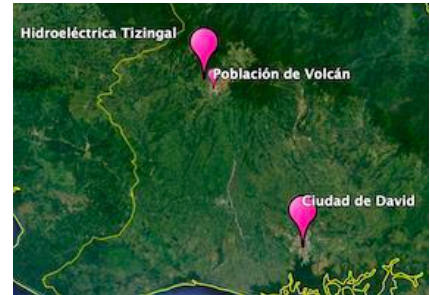 Hidroeléctrica Tizingal
Población de Volcán
Ciudad de David